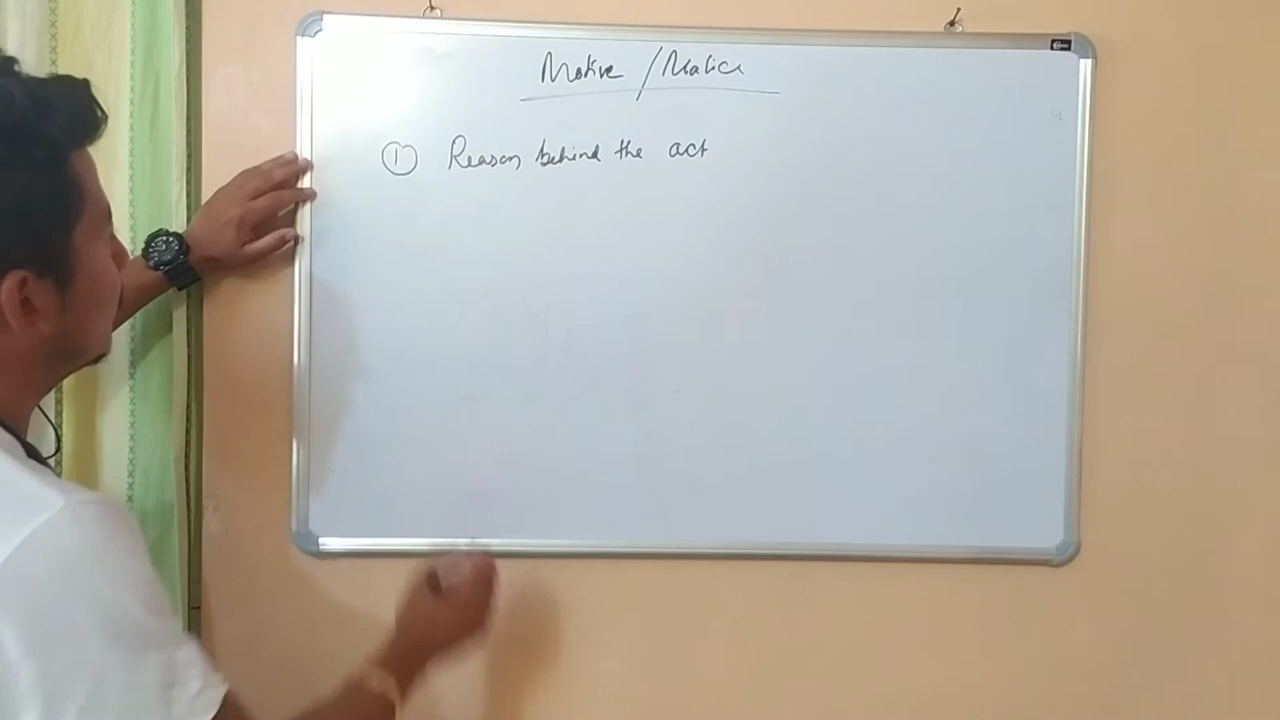 Motive / Malice
① Reason behind the act